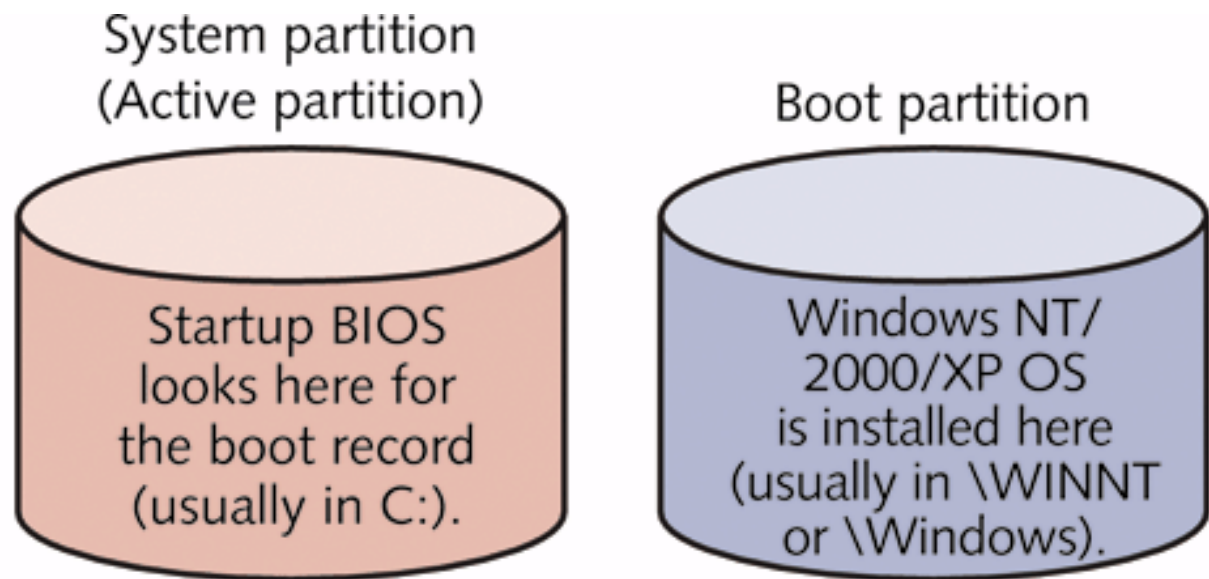 System partition
(Active partition)
Startup BIOS
looks here for
the boot record
(usually in C:).
Boot partition
Windows NT/
2000/XP OS
is installed here
(usually in \WINNT
or \Windows).